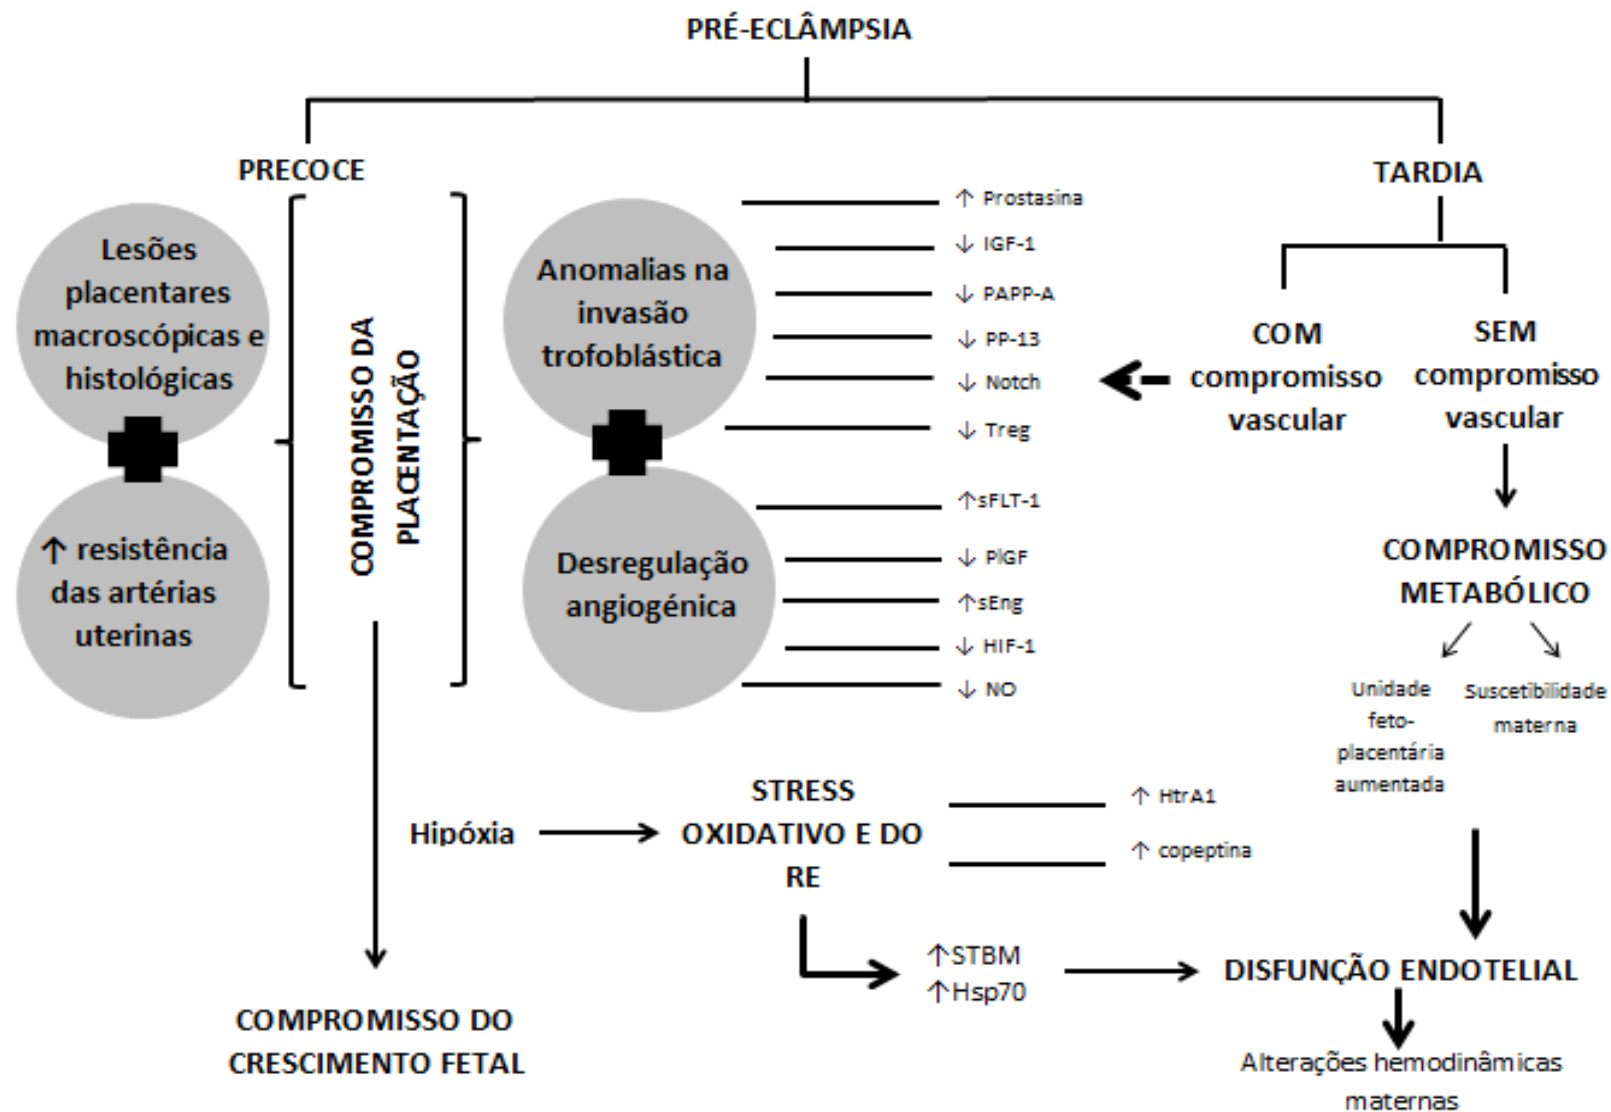 PRÉ-ECLÂMPSIA
PRECOCE
TARDIA
Lesões
placentares
macroscópicas e
histológicas
↑ resistência
das artérias
uterinas
COMPROMISSO DA
PLACENTAÇÃO
Anomalias na
invasão
trofoblástica
Desregulação
angiogénica
↑ Prostasina
↓ IGF-1
↓ PAPP-A
↓ PP-13
↓ Notch
↓ Treg
↑sFLT-1
↓ PlGF
↑sEng
↓ HIF-1
↓ NO
COM
compromisso
vascular
SEM
compromisso
vascular
COMPROMISSO
METABÓLICO
Unidade
feto-
placentária
aumentada
Suscetibilidade
materna
Hipóxia
STRESS
OXIDATIVO E DO
RE
↑ HtrA1
↑ copeptina
↑STBM
↑Hsp70
DISFUNÇÃO ENDOTELIAL
Alterações hemodinâmicas
maternas
COMPROMISSO DO
CRESCIMENTO FETAL